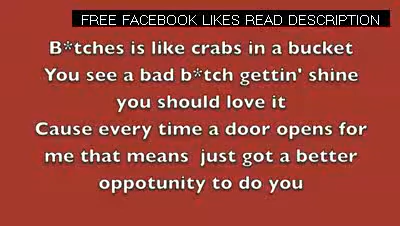 FREE FACEBOOK LIKES READ DESCRIPTION
B*tches is like crabs in a bucket
You see a bad b*tch gettin' shine
you should love it
Cause every time a door opens for
me that means  just got a better
oppotunity to do you